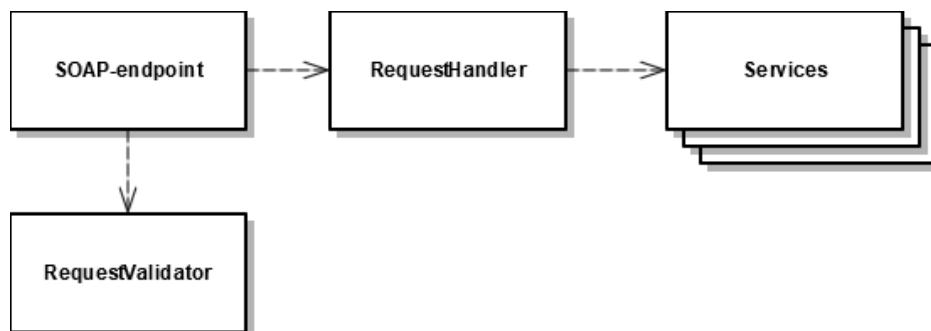 SOAP-endpoint
RequestHandler
Services
RequestValidator